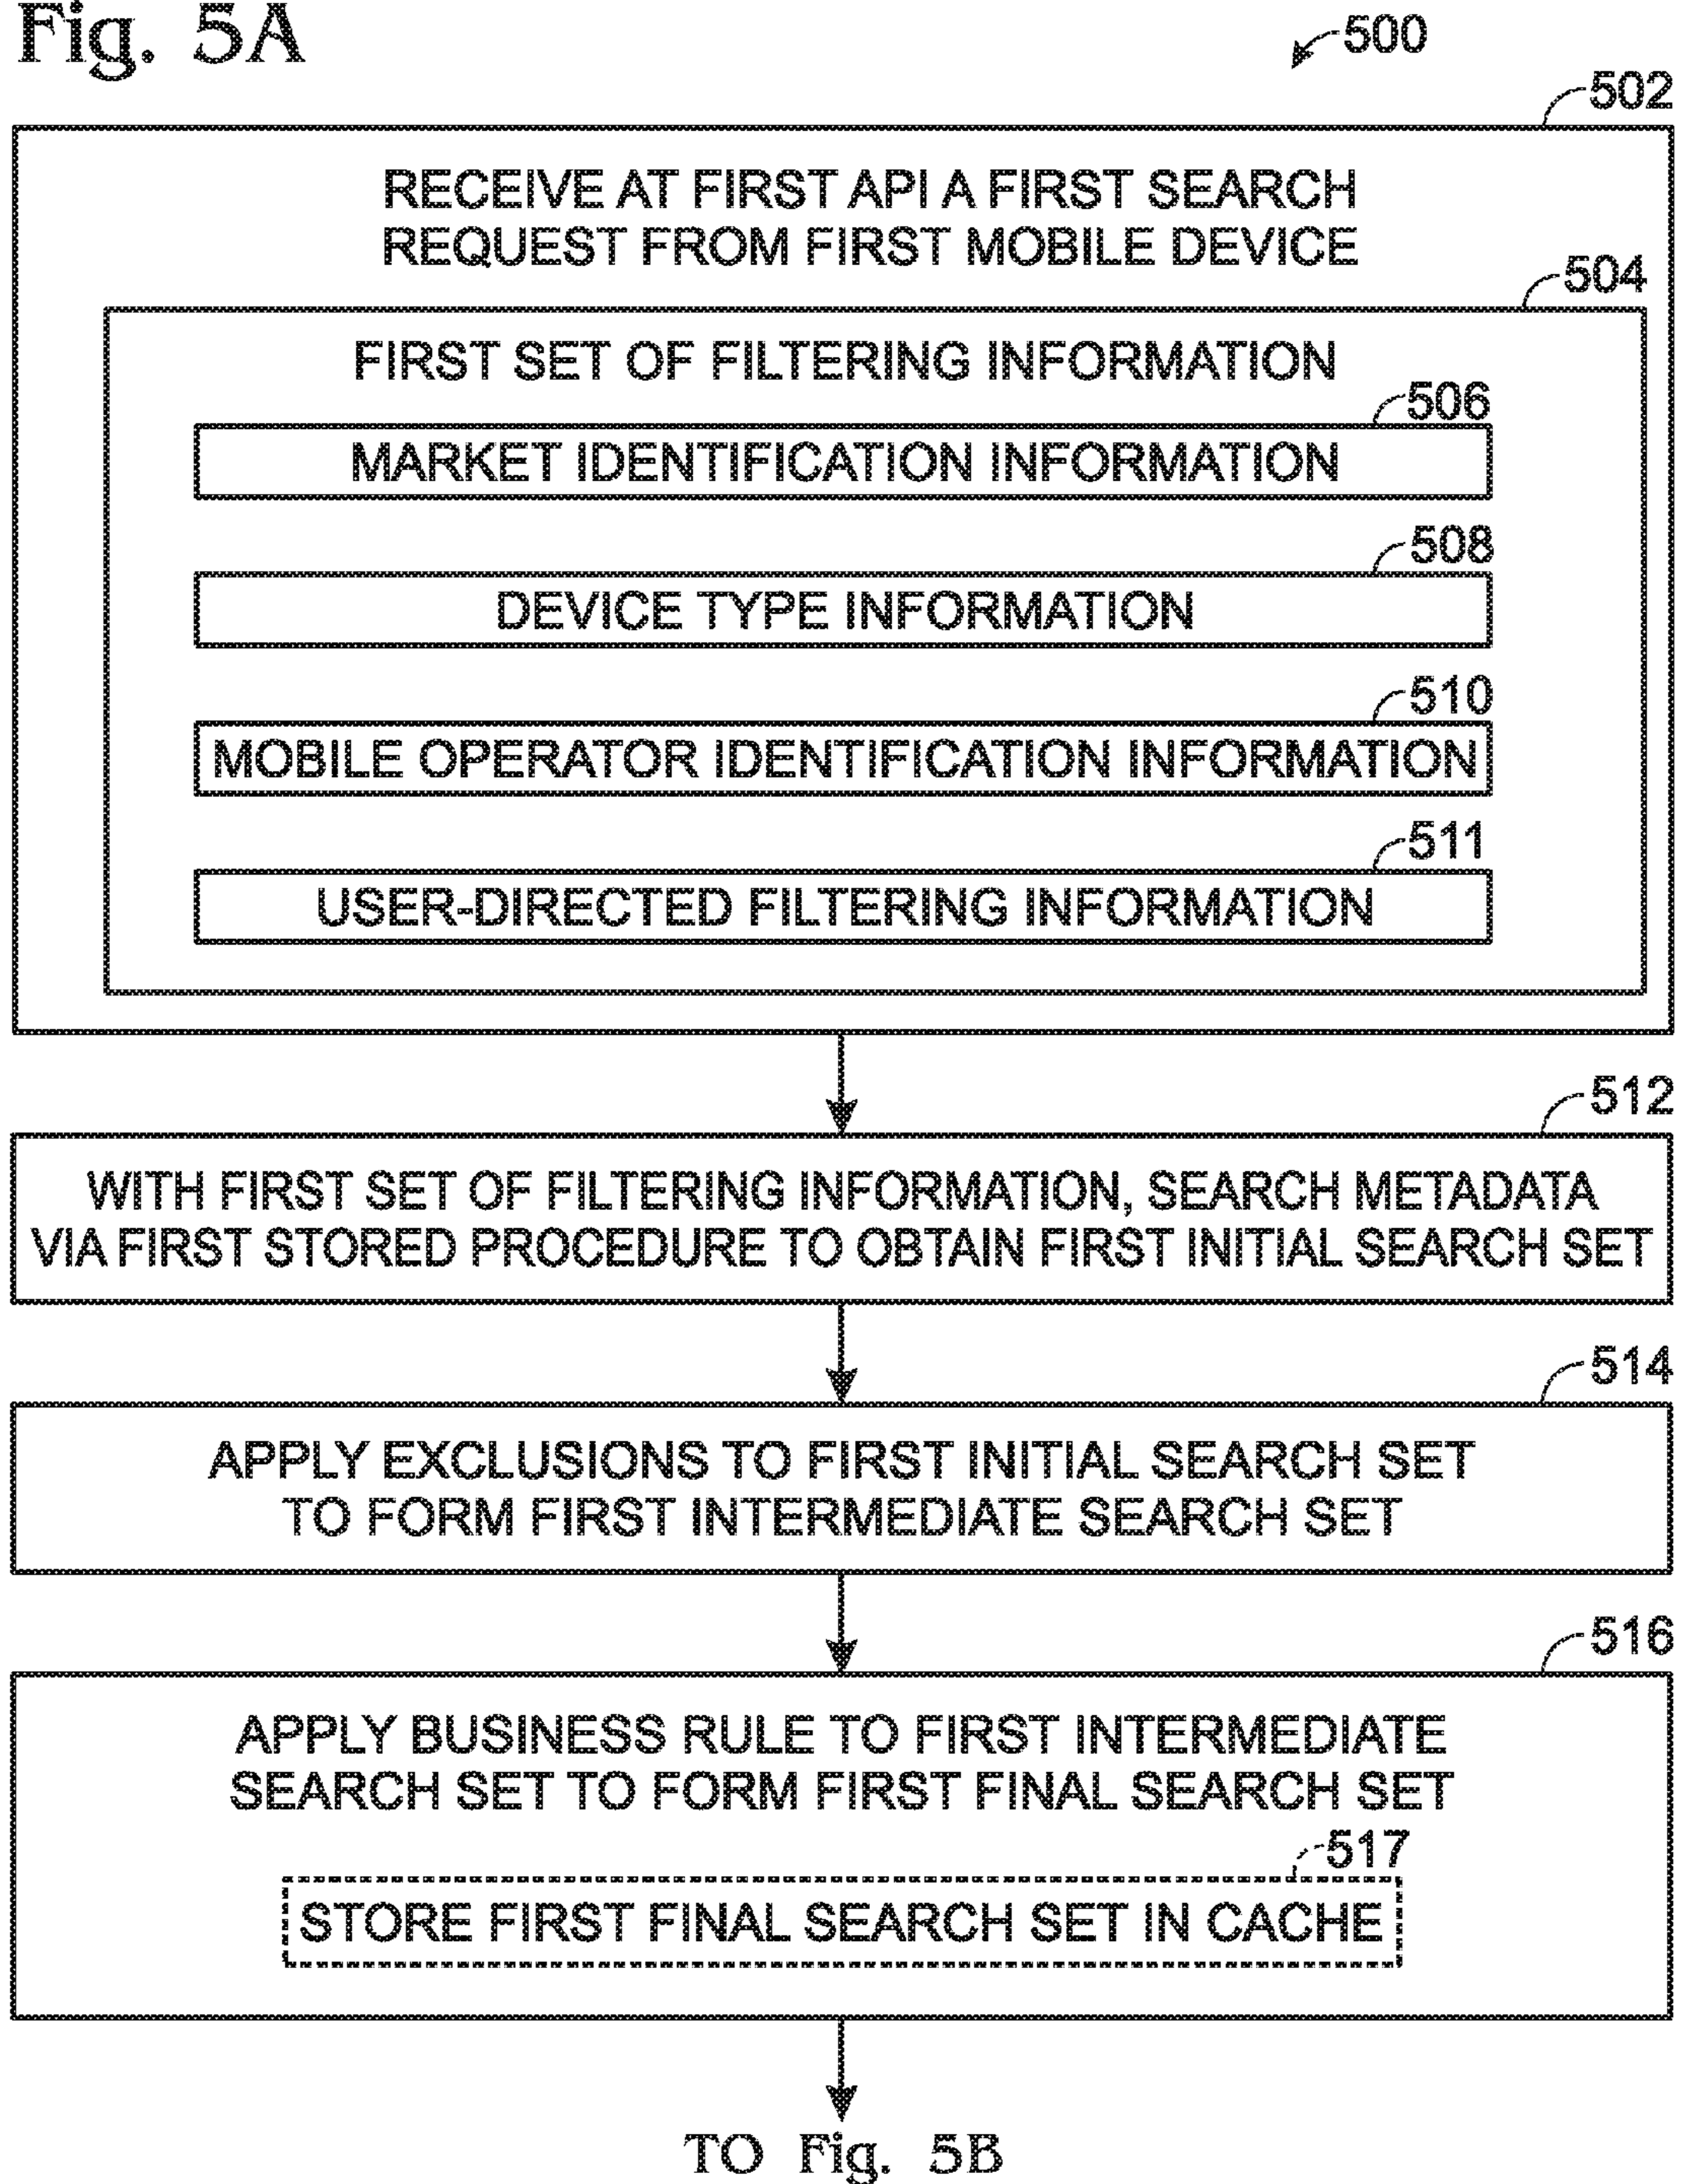 Fig. 5A
500
502
RECEIVE AT FIRST API A FIRST SEARCH
REQUEST FROM FIRST MOBILE DEVICE
504
FIRST SET OF FILTERING INFORMATION
506
MARKET IDENTIFICATION INFORMATION
508
DEVICE TYPE INFORMATION
510
MOBILE OPERATOR IDENTIFICATION INFORMATION
511
USER-DIRECTED FILTERING INFORMATION
512
WITH FIRST SET OF FILTERING INFORMATION, SEARCH METADATA
VIA FIRST STORED PROCEDURE TO OBTAIN FIRST INITIAL SEARCH SET
514
APPLY EXCLUSIONS TO FIRST INITIAL SEARCH SET
TO FORM FIRST INTERMEDIATE SEARCH SET
516
APPLY BUSINESS RULE TO FIRST INTERMEDIATE
SEARCH SET TO FORM FIRST FINAL SEARCH SET
517
STORE FIRST FINAL SEARCH SET IN CACHE
TO Fig. 5B